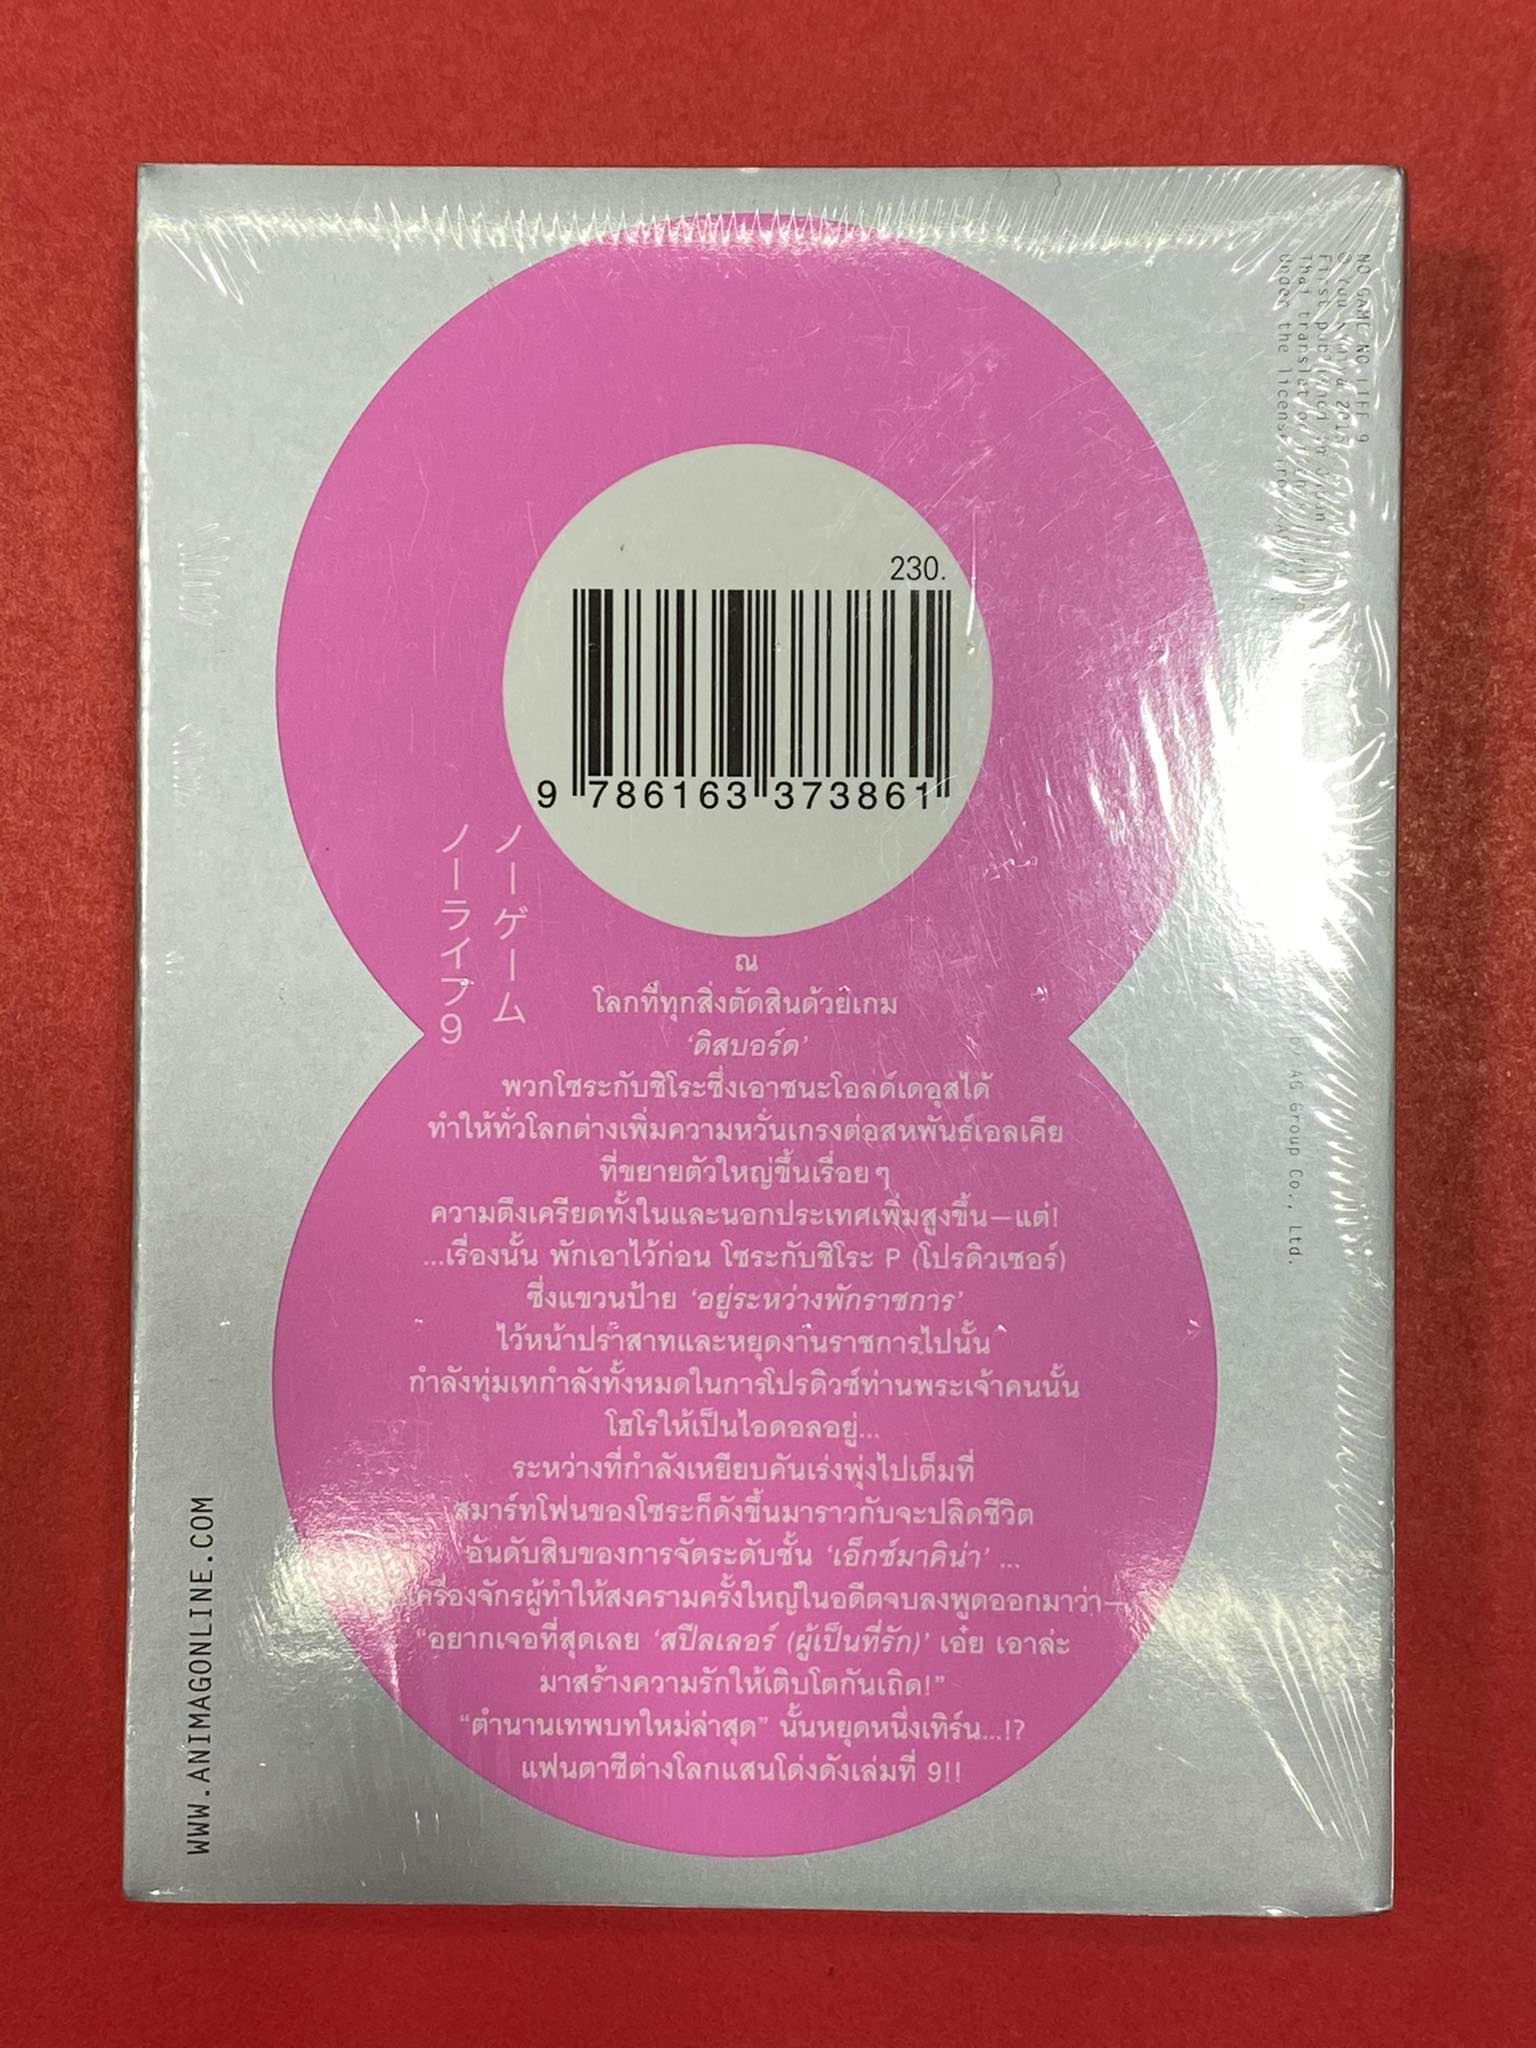 NO GAME NO LIFE 9
First published in Japan
Thai translation
under the license from
by AG Group Co., Ltd.
230.
9 786163 373861
ノーゲーム
ノーライフ9
ณ
โลกที่ทุกสิ่งตัดสินด้วยเกม
‘ดิสบอร์ด’
พวกโซระกับชิโระซึ่งเอาชนะโอลด์เดอุสได้
ทำให้ทั่วโลกต่างเพิ่มความหวั่นเกรงต่อสหพันธ์เอลเคีย
ที่ขยายตัวใหญ่ขึ้นเรื่อยๆ
ความตึงเครียดทั้งในและนอกประเทศเพิ่มสูงขึ้น—แต่!
...เรื่องนั้น พักเอาไว้ก่อน โซระกับชิโระ P (โปรดิวเซอร์)
ซึ่งแขวนป้าย ‘อยู่ระหว่างพักราชการ’
ไว้หน้าปราสาทและหยุดงานราชการไปนั้น
กำลังทุ่มเทกำลังทั้งหมดในการโปรดิวซ์ท่านพระเจ้าคนนั้น
โฮโรให้เป็นไอดอลอยู่...
ระหว่างที่กำลังเหยียบคันเร่งพุ่งไปเต็มที่
สมาร์ทโฟนของโซระก็ดังขึ้นมาราวกับจะปลิดชีวิต
อันดับสิบของการจัดระดับชั้น ‘เอ็กซ์มาคิน่า’ ...
เครื่องจักรผู้ทำให้สงครามครั้งใหญ่ในอดีตจบลงพูดออกมาว่า—
“อยากเจอที่สุดเลย ‘สปีลเลอร์ (ผู้เป็นที่รัก)’ เอ๋ย เอาล่ะ
มาสร้างความรักให้เติบโตกันเถิด!”
“ตำนานเทพบทใหม่ล่าสุด” นั้นหยุดหนึ่งเทิร์น...!?
แฟนตาซีต่างโลกแสนโด่งดังเล่มที่ 9!!
WWW.ANIMAGONLINE.COM